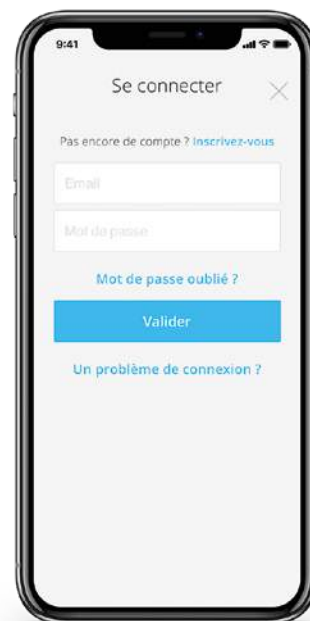 9:41
Se connecter
Pas encore de compte ? Inscrivez-vous
Email
Mot de passe
Mot de passe oublié ?
Valider
Un problème de connexion ?